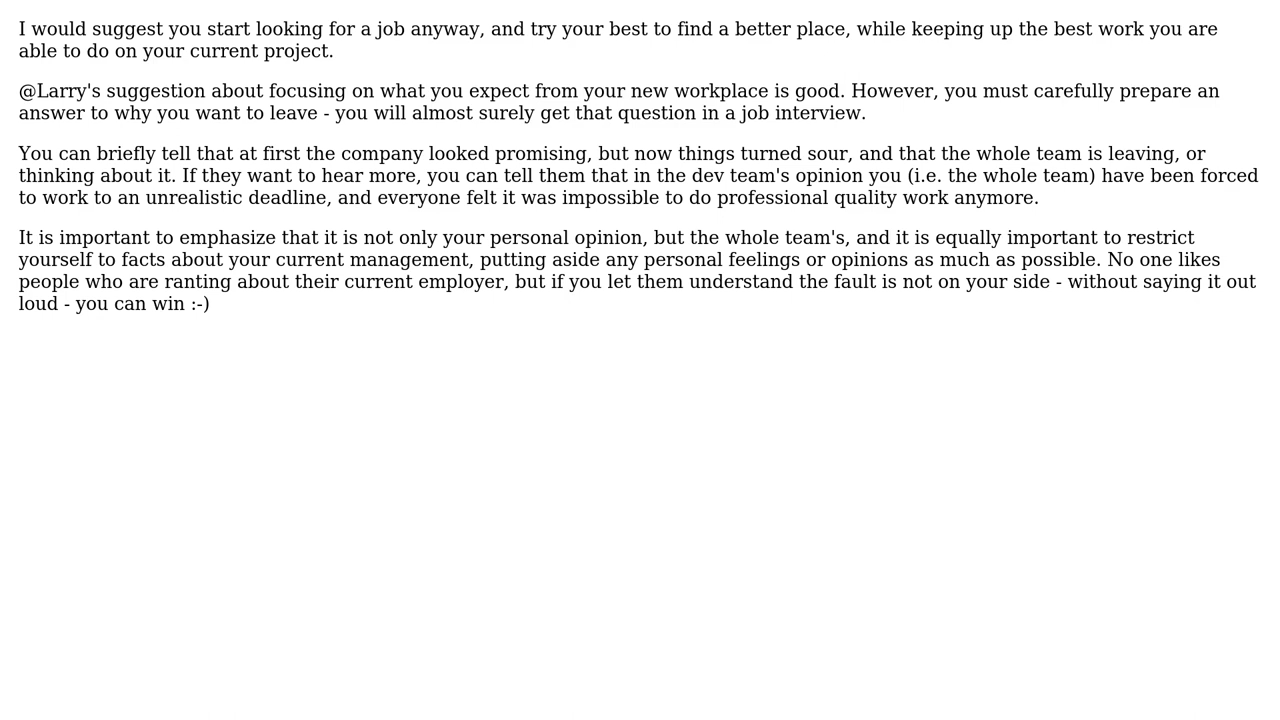 I would suggest you start looking for a job anyway, and try your best to find a better place, while keeping up the best work you are
able to do on your current project.
@Larry's suggestion about focusing on what you expect from your new workplace is good. However, you must carefully prepare an
answer to why you want to leave - you will almost surely get that question in a job interview.
You can briefly tell that at first the company looked promising, but now things turned sour, and that the whole team is leaving, or
thinking about it. If they want to hear more, you can tell them that in the dev team's opinion you (i.e. the whole team) have been forced
to work to an unrealistic deadline, and everyone felt it was impossible to do professional quality work anymore.
It is important to emphasize that it is not only your personal opinion, but the whole team's, and it is equally important to restrict
yourself to facts about your current management, putting aside any personal feelings or opinions as much as possible. No one likes
people who are ranting about their current employer, but if you let them understand the fault is not on your side - without saying it out
loud - you can win :-)